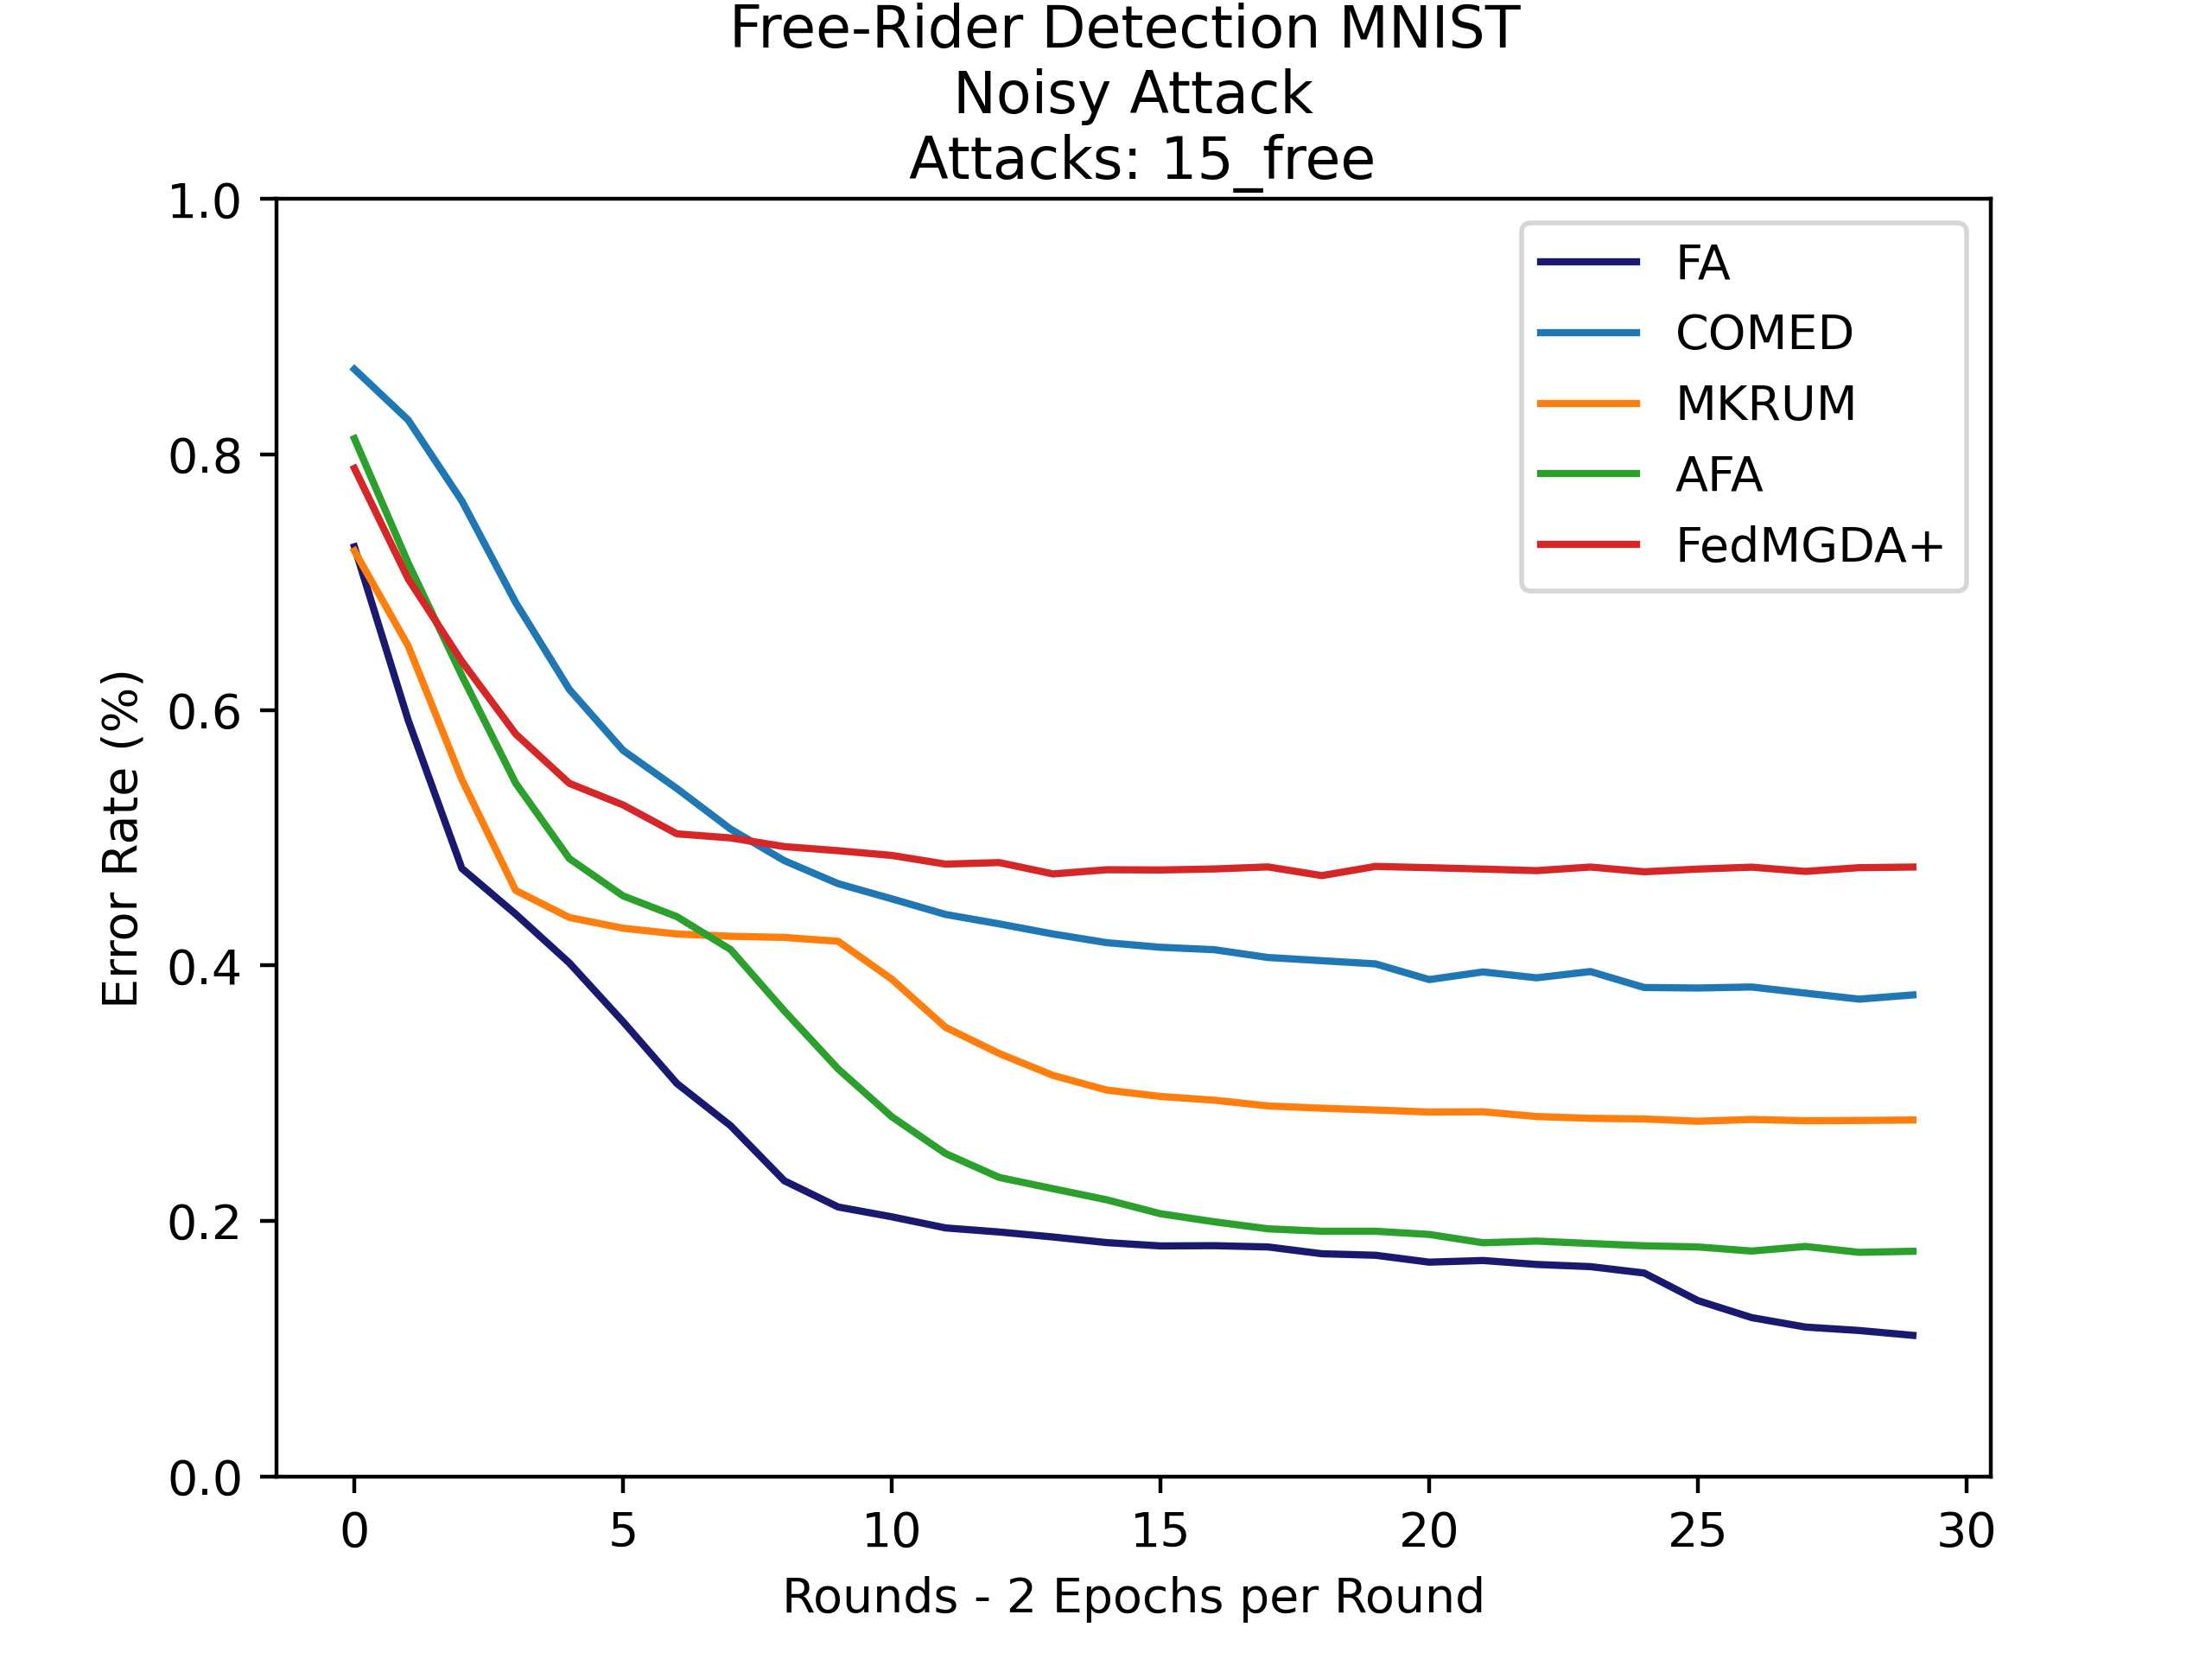 Free-Rider Detection MNIST
Noisy Attack
Attacks: 15_free
1.0
0.8
0.6
0.4
0.2
0.0
Error Rate (%)
FA
COMED
MKRUM
AFA
FedMGDA+
0 5 10 15 20 25 30
Rounds - 2 Epochs per Round